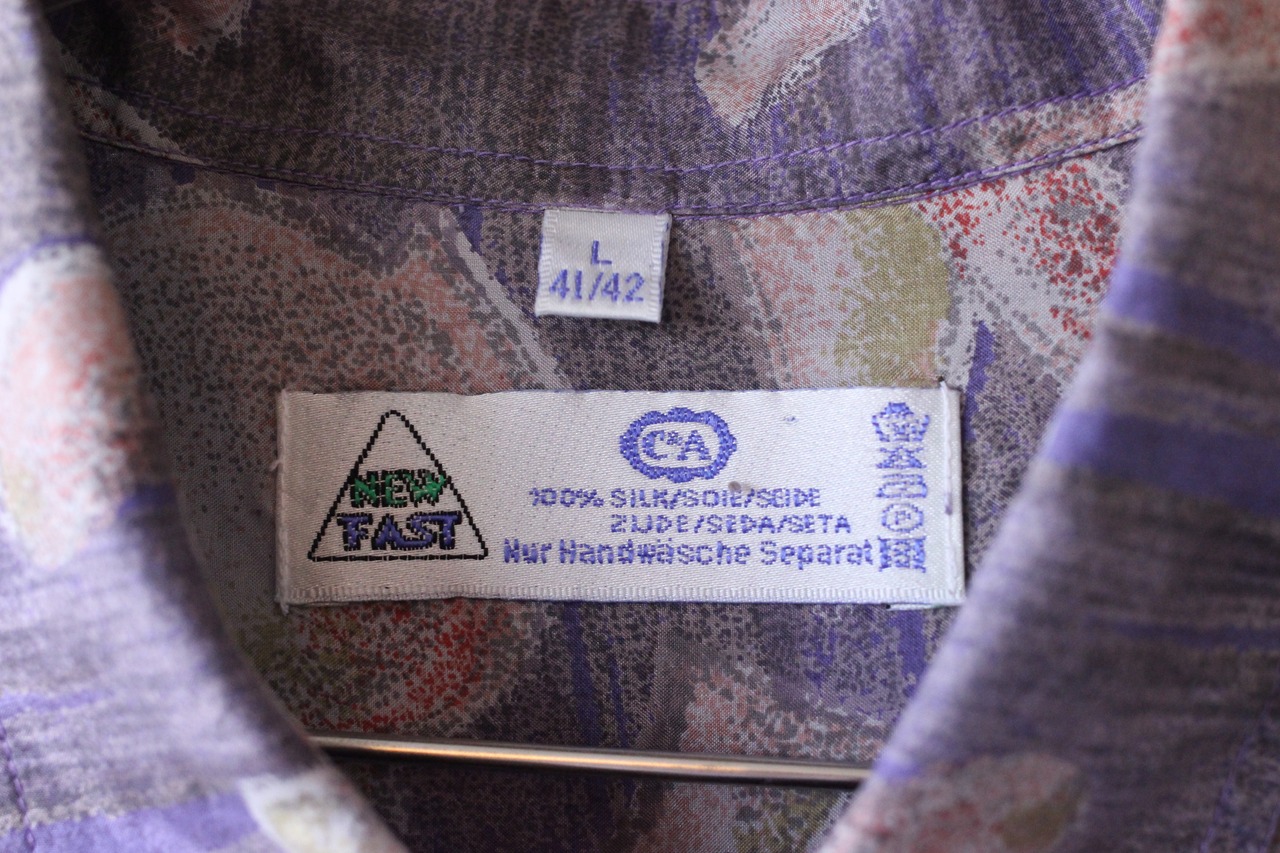 L
41/42
NEW
FAST
C&A
100% SILK/SOIE/SEIDE
ZIJDE/SEDA/SETA
Nur Handwäsche Separat